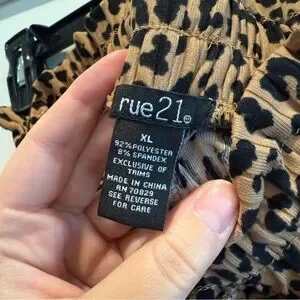 rue21®
XL
92% POLYESTER
8% SPANDEX
EXCLUSIVE OF
TRIMS
MADE IN CHINA
RN 70829
SEE REVERSE
FOR CARE